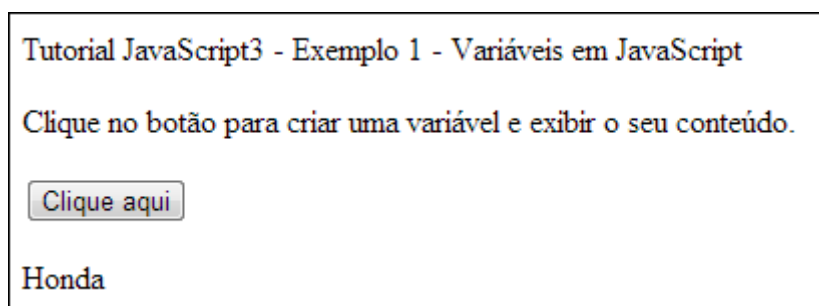 Tutorial JavaScript3 - Exemplo 1 - Variáveis em JavaScript
Clique no botão para criar uma variável e exibir o seu conteúdo.
Clique aqui
Honda